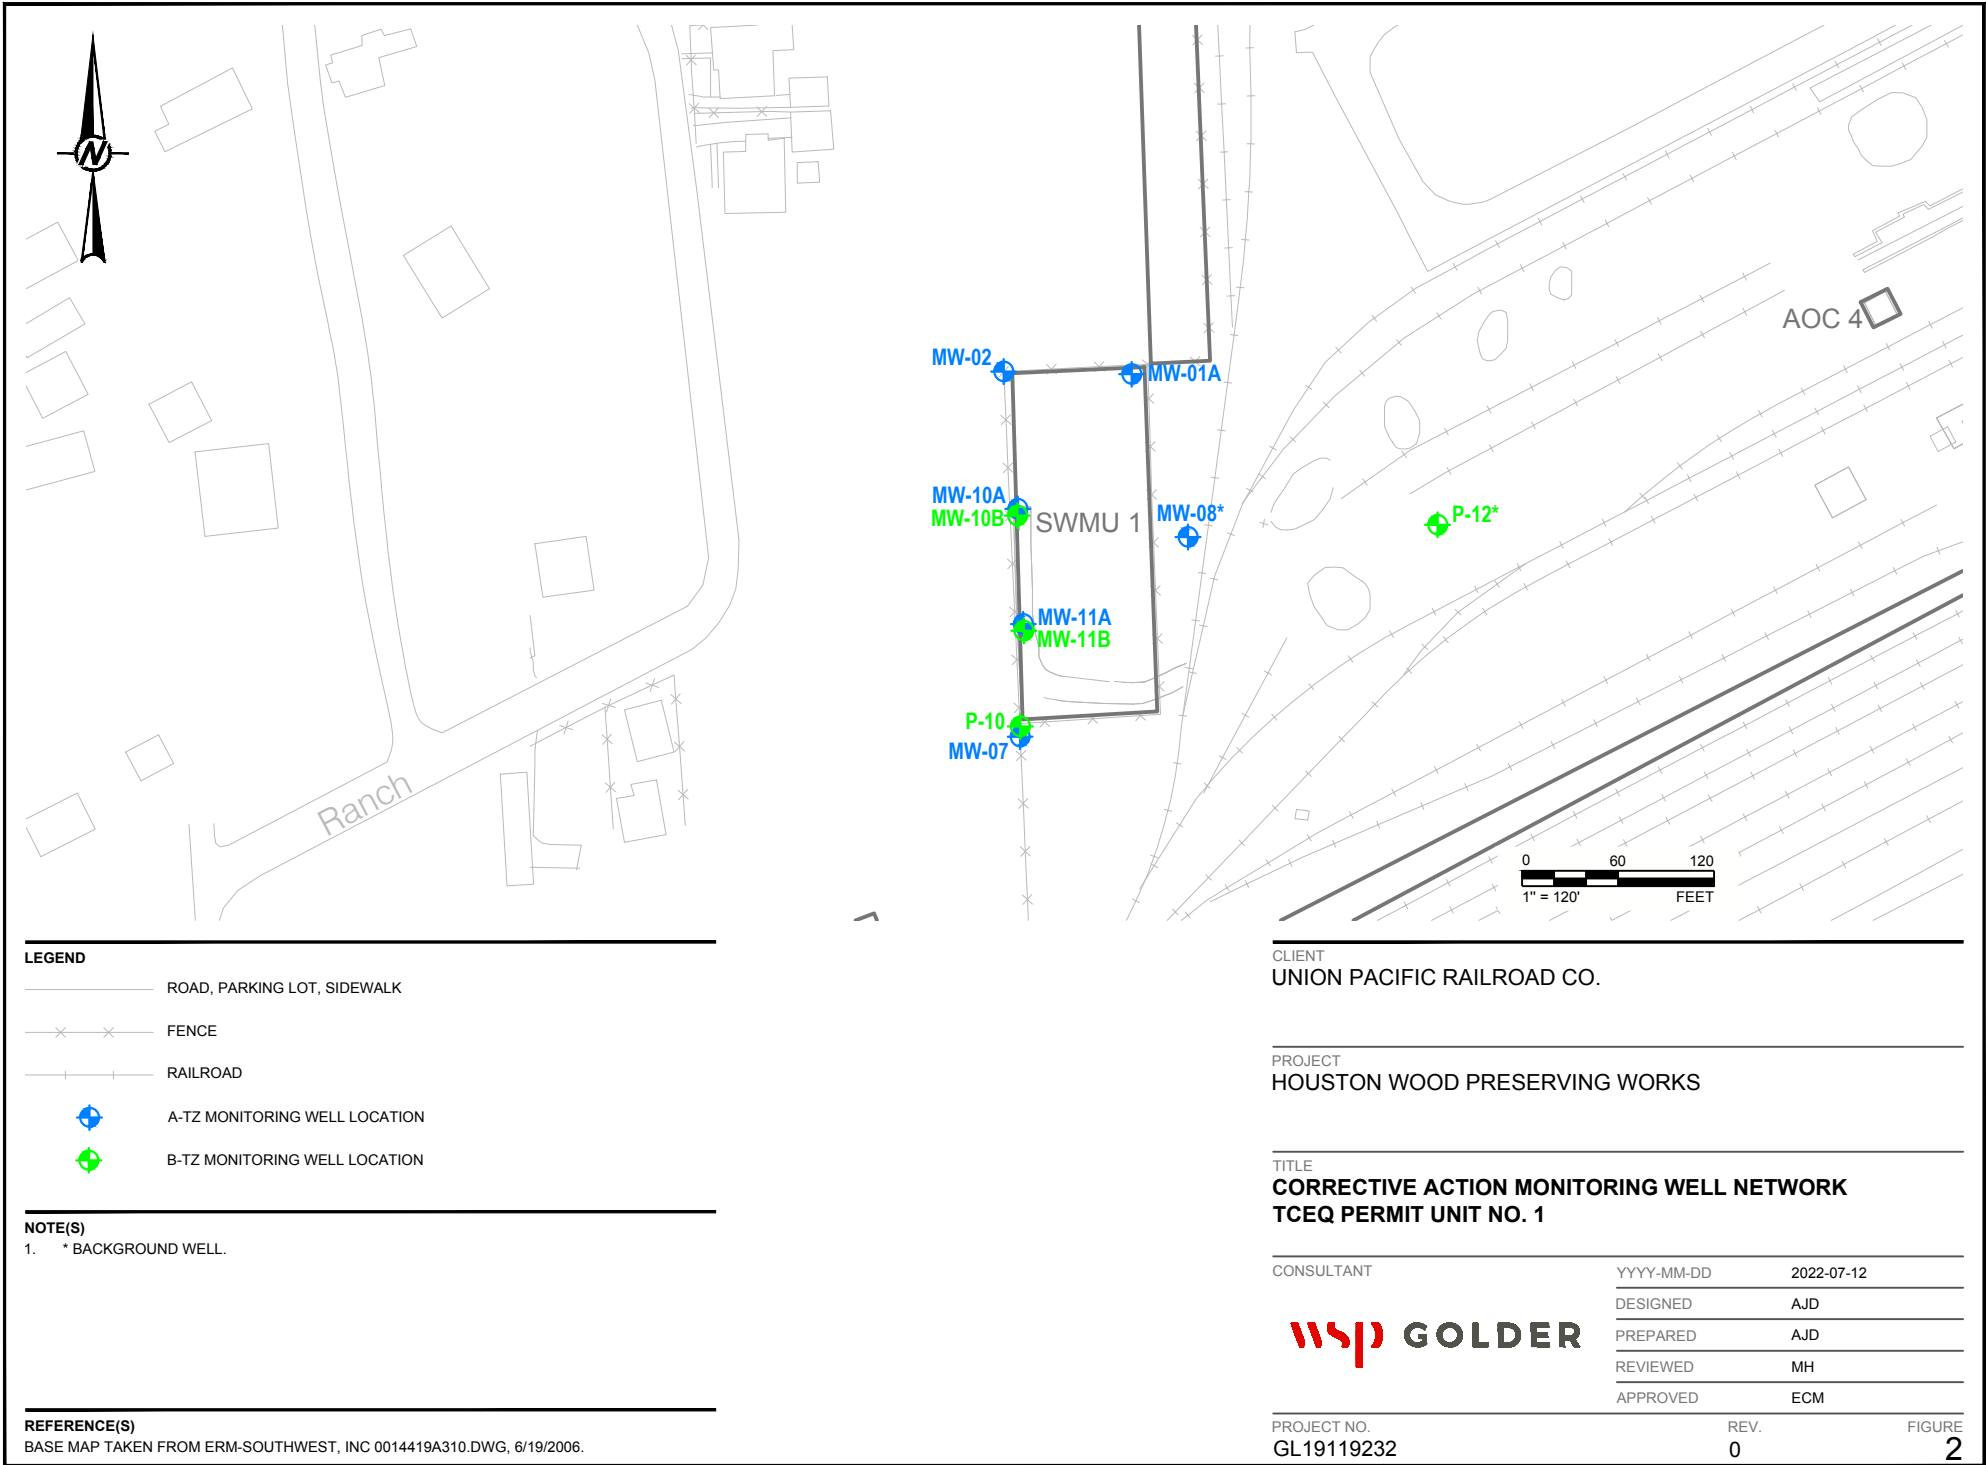 N
MW-02
MW-01A
AOC 4
MW-10A
MW-10B
SWMU 1
MW-08*
P-12*
MW-11A
MW-11B
P-10
MW-07
Ranch
0 60 120
1" = 120' FEET
LEGEND
ROAD, PARKING LOT, SIDEWALK
FENCE
RAILROAD
A-TZ MONITORING WELL LOCATION
B-TZ MONITORING WELL LOCATION
NOTE(S)
1. * BACKGROUND WELL.
REFERENCE(S)
BASE MAP TAKEN FROM ERM-SOUTHWEST, INC 0014419A310.DWG, 6/19/2006.
CLIENT
UNION PACIFIC RAILROAD CO.
PROJECT
HOUSTON WOOD PRESERVING WORKS
TITLE
CORRECTIVE ACTION MONITORING WELL NETWORK
TCEQ PERMIT UNIT NO. 1
CONSULTANT
wsp GOLDER
YYYY-MM-DD 2022-07-12
DESIGNED AJD
PREPARED AJD
REVIEWED MH
APPROVED ECM
PROJECT NO. REV. FIGURE
GL19119232 0 2